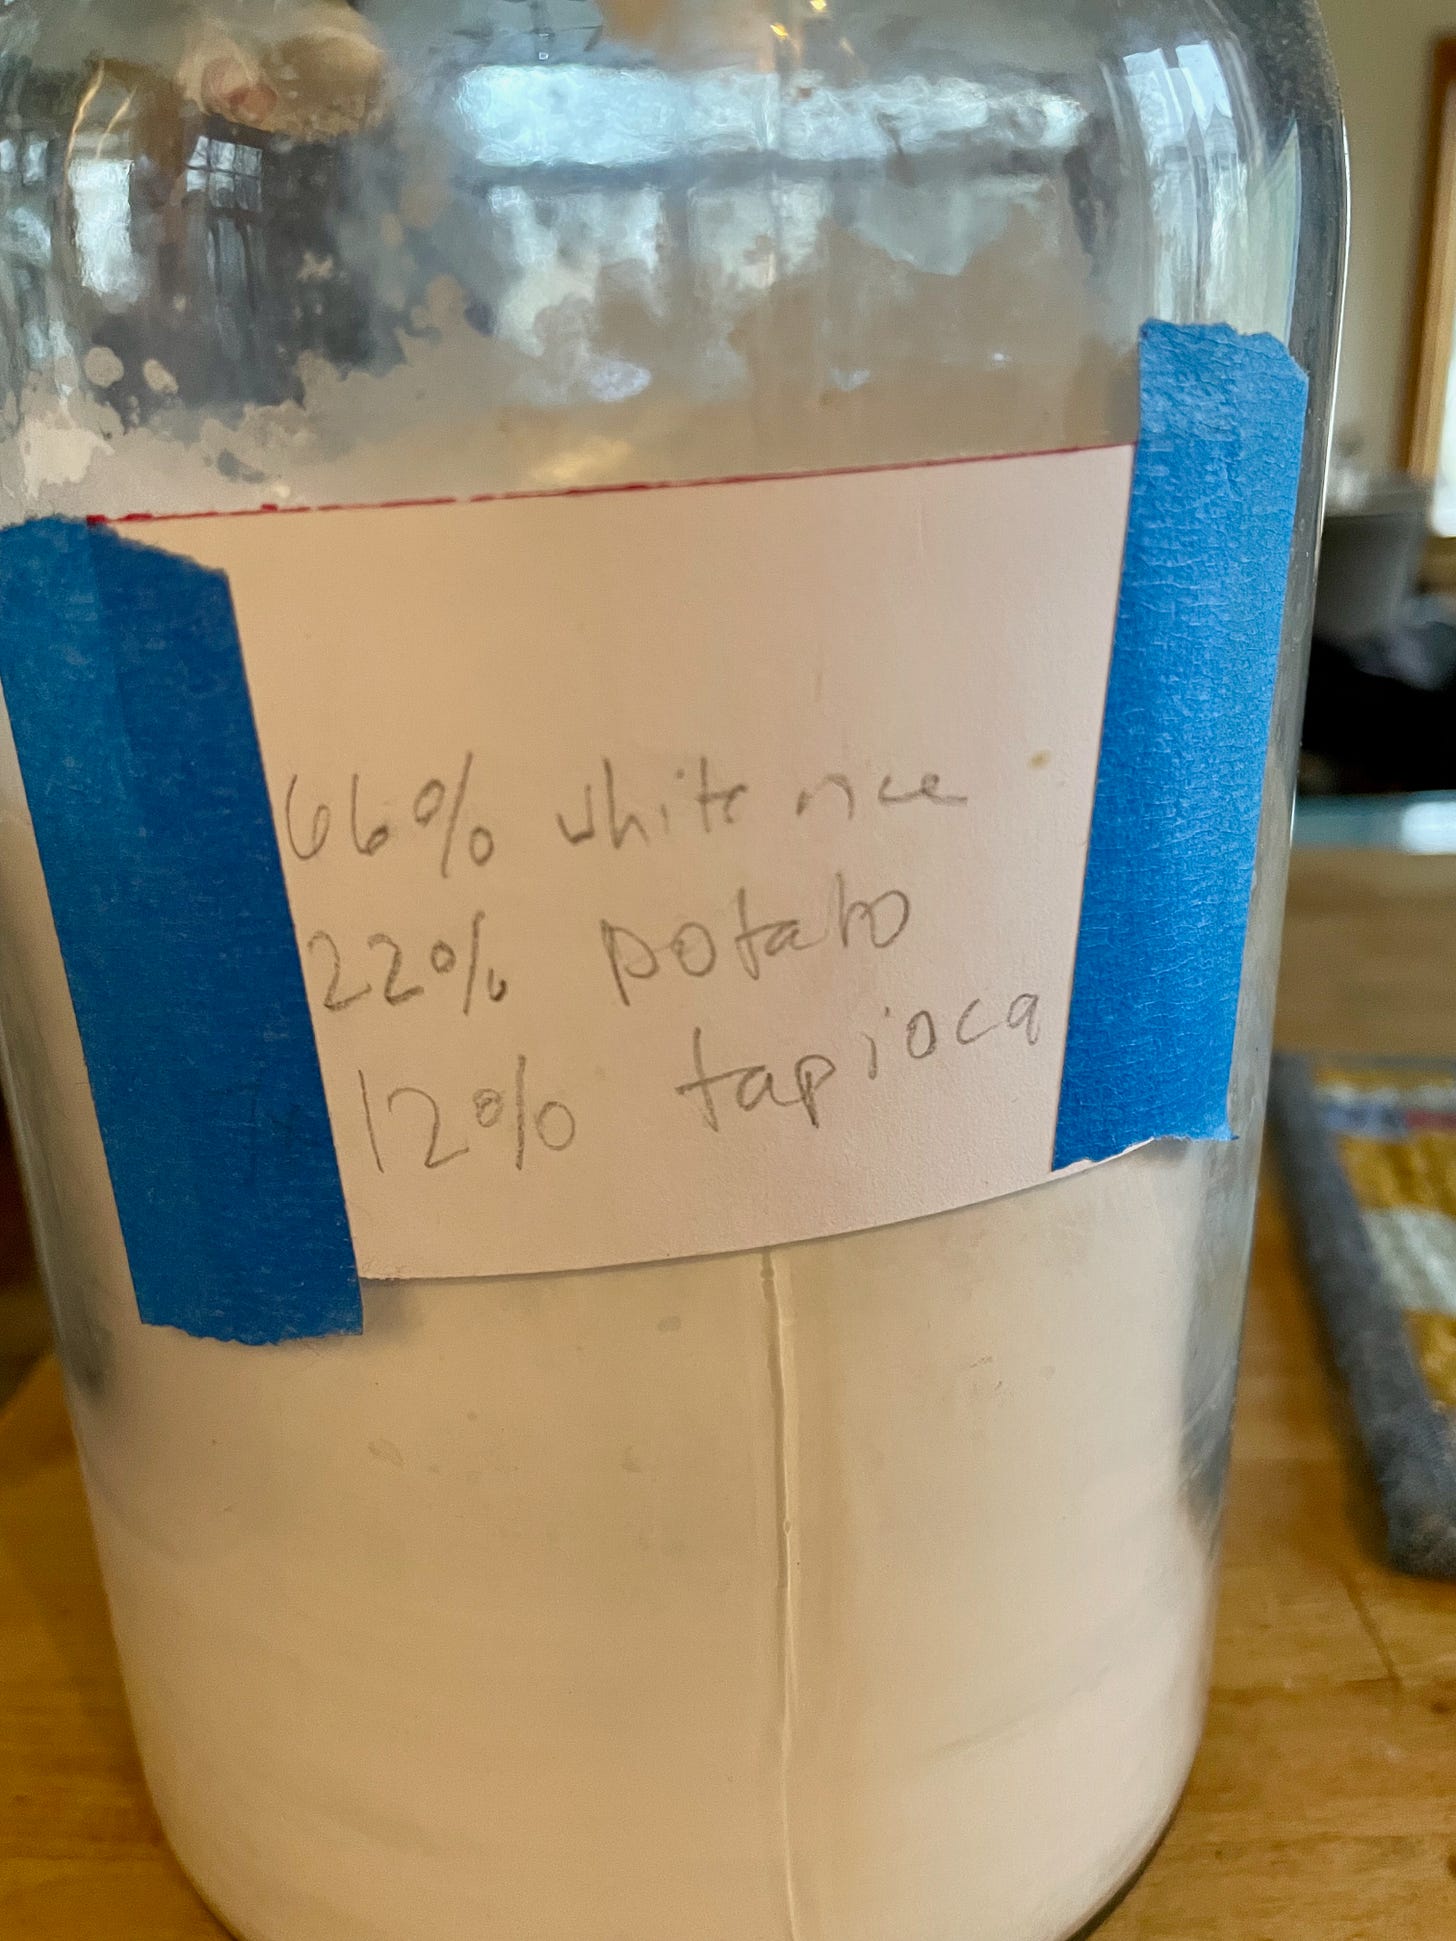 66% white rice
22% potato
12% tapioca